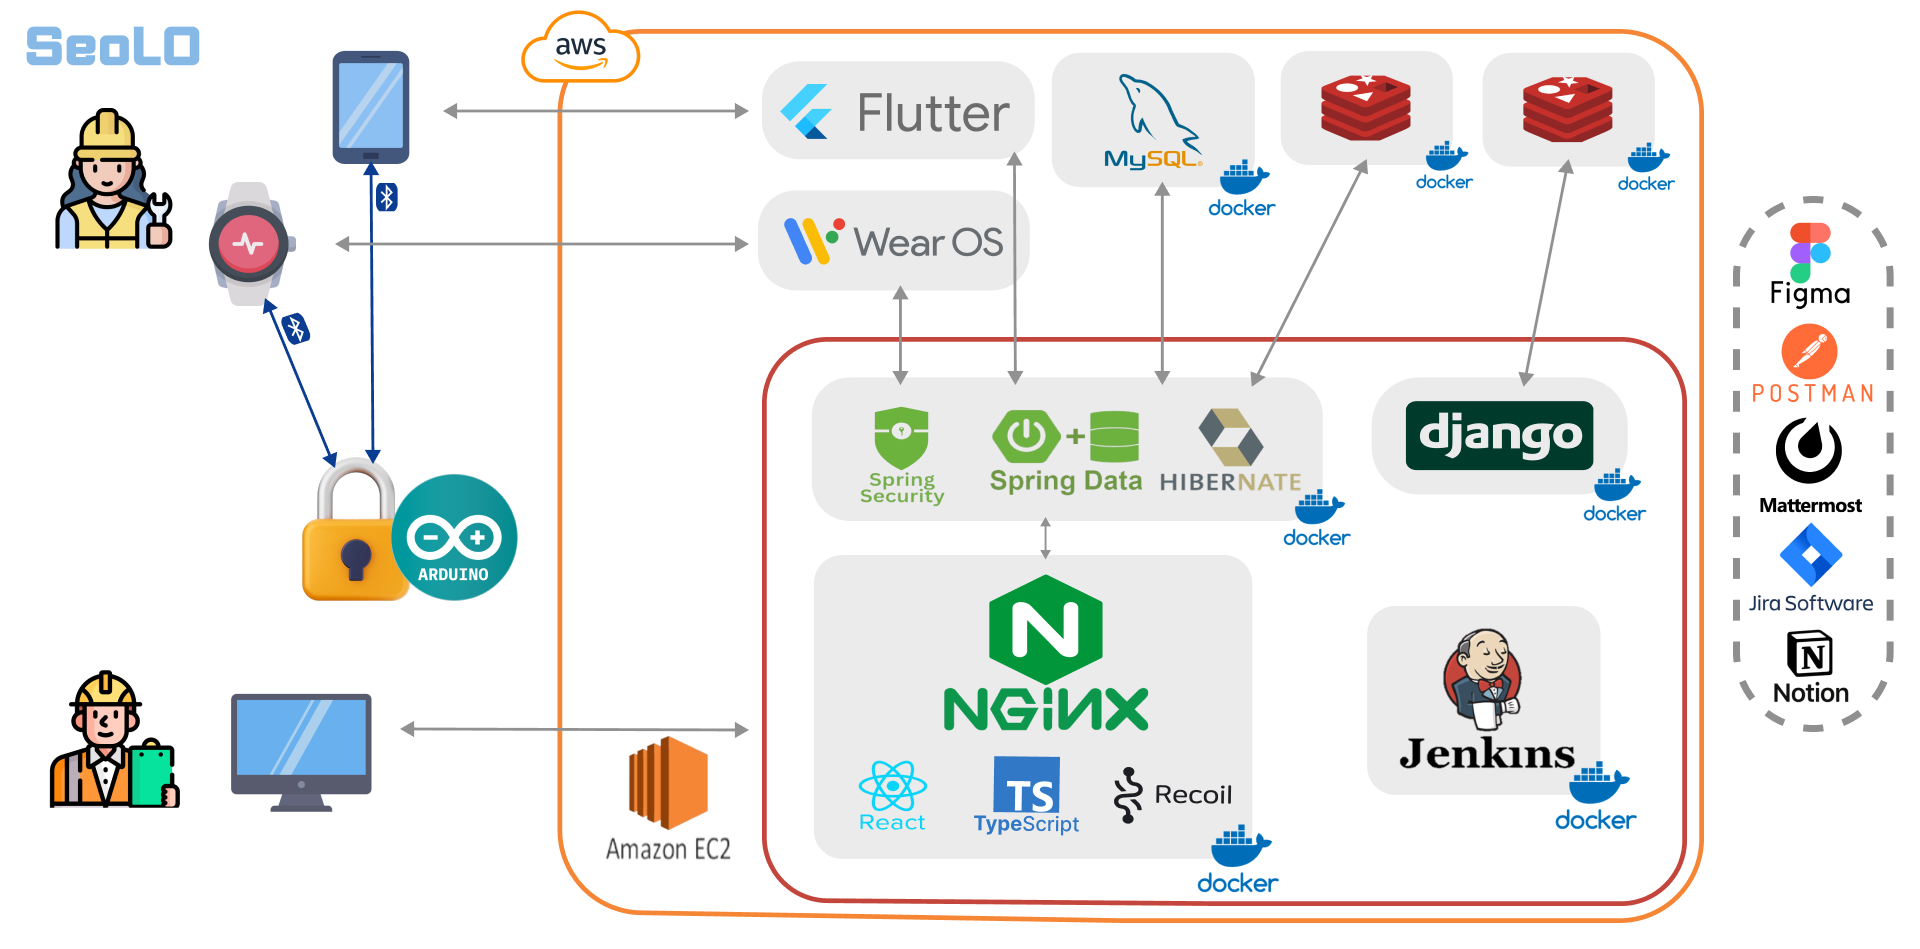 SeoLO
aws
Flutter
MySQL
docker
docker
docker
Wear OS
Figma
POSTMAN
Mattermost
Jira Software
Notion
Spring
Security
Spring Data
HIBERNATE
docker
django
docker
ARDUINO
NGINX
React
TS
TypeScript
Recoil
docker
Jenkins
docker
Amazon EC2